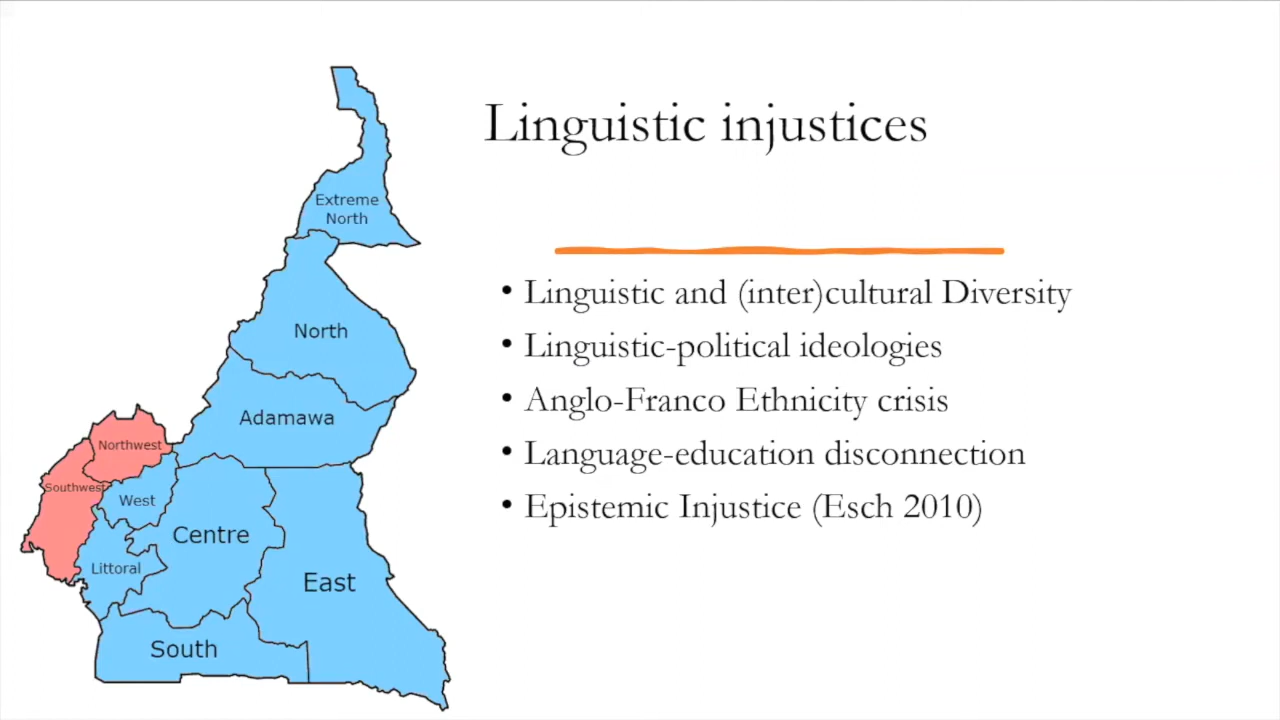 Linguistic injustices
• Linguistic and (inter)cultural Diversity
• Linguistic-political ideologies
• Anglo-Franco Ethnicity crisis
• Language-education disconnection
• Epistemic Injustice (Esch 2010)
Extreme
North
North
Adamawa
Northwest
Southwest
West
Centre
Littoral
East
South